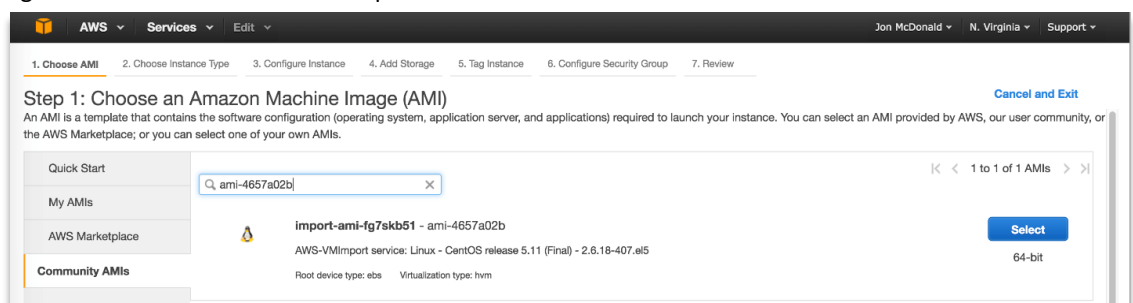 AWS Services Edit Jon McDonald N. Virginia Support
1. Choose AMI 2. Choose Instance Type 3. Configure Instance 4. Add Storage 5. Tag Instance 6. Configure Security Group 7. Review
Step 1: Choose an Amazon Machine Image (AMI) Cancel and Exit
An AMI is a template that contains the software configuration (operating system, application server, and applications) required to launch your instance. You can select an AMI provided by AWS, our user community, or
the AWS Marketplace; or you can select one of your own AMIs.
Quick Start 1 to 1 of 1 AMIs
ami-4657a02b
My AMIs
import-ami-fg7skb51 - ami-4657a02b Select
AWS Marketplace
AWS-VMImport service: Linux - CentOS release 5.11 (Final) - 2.6.18-407.el5 64-bit
Community AMIs Root device type: ebs Virtualization type: hvm